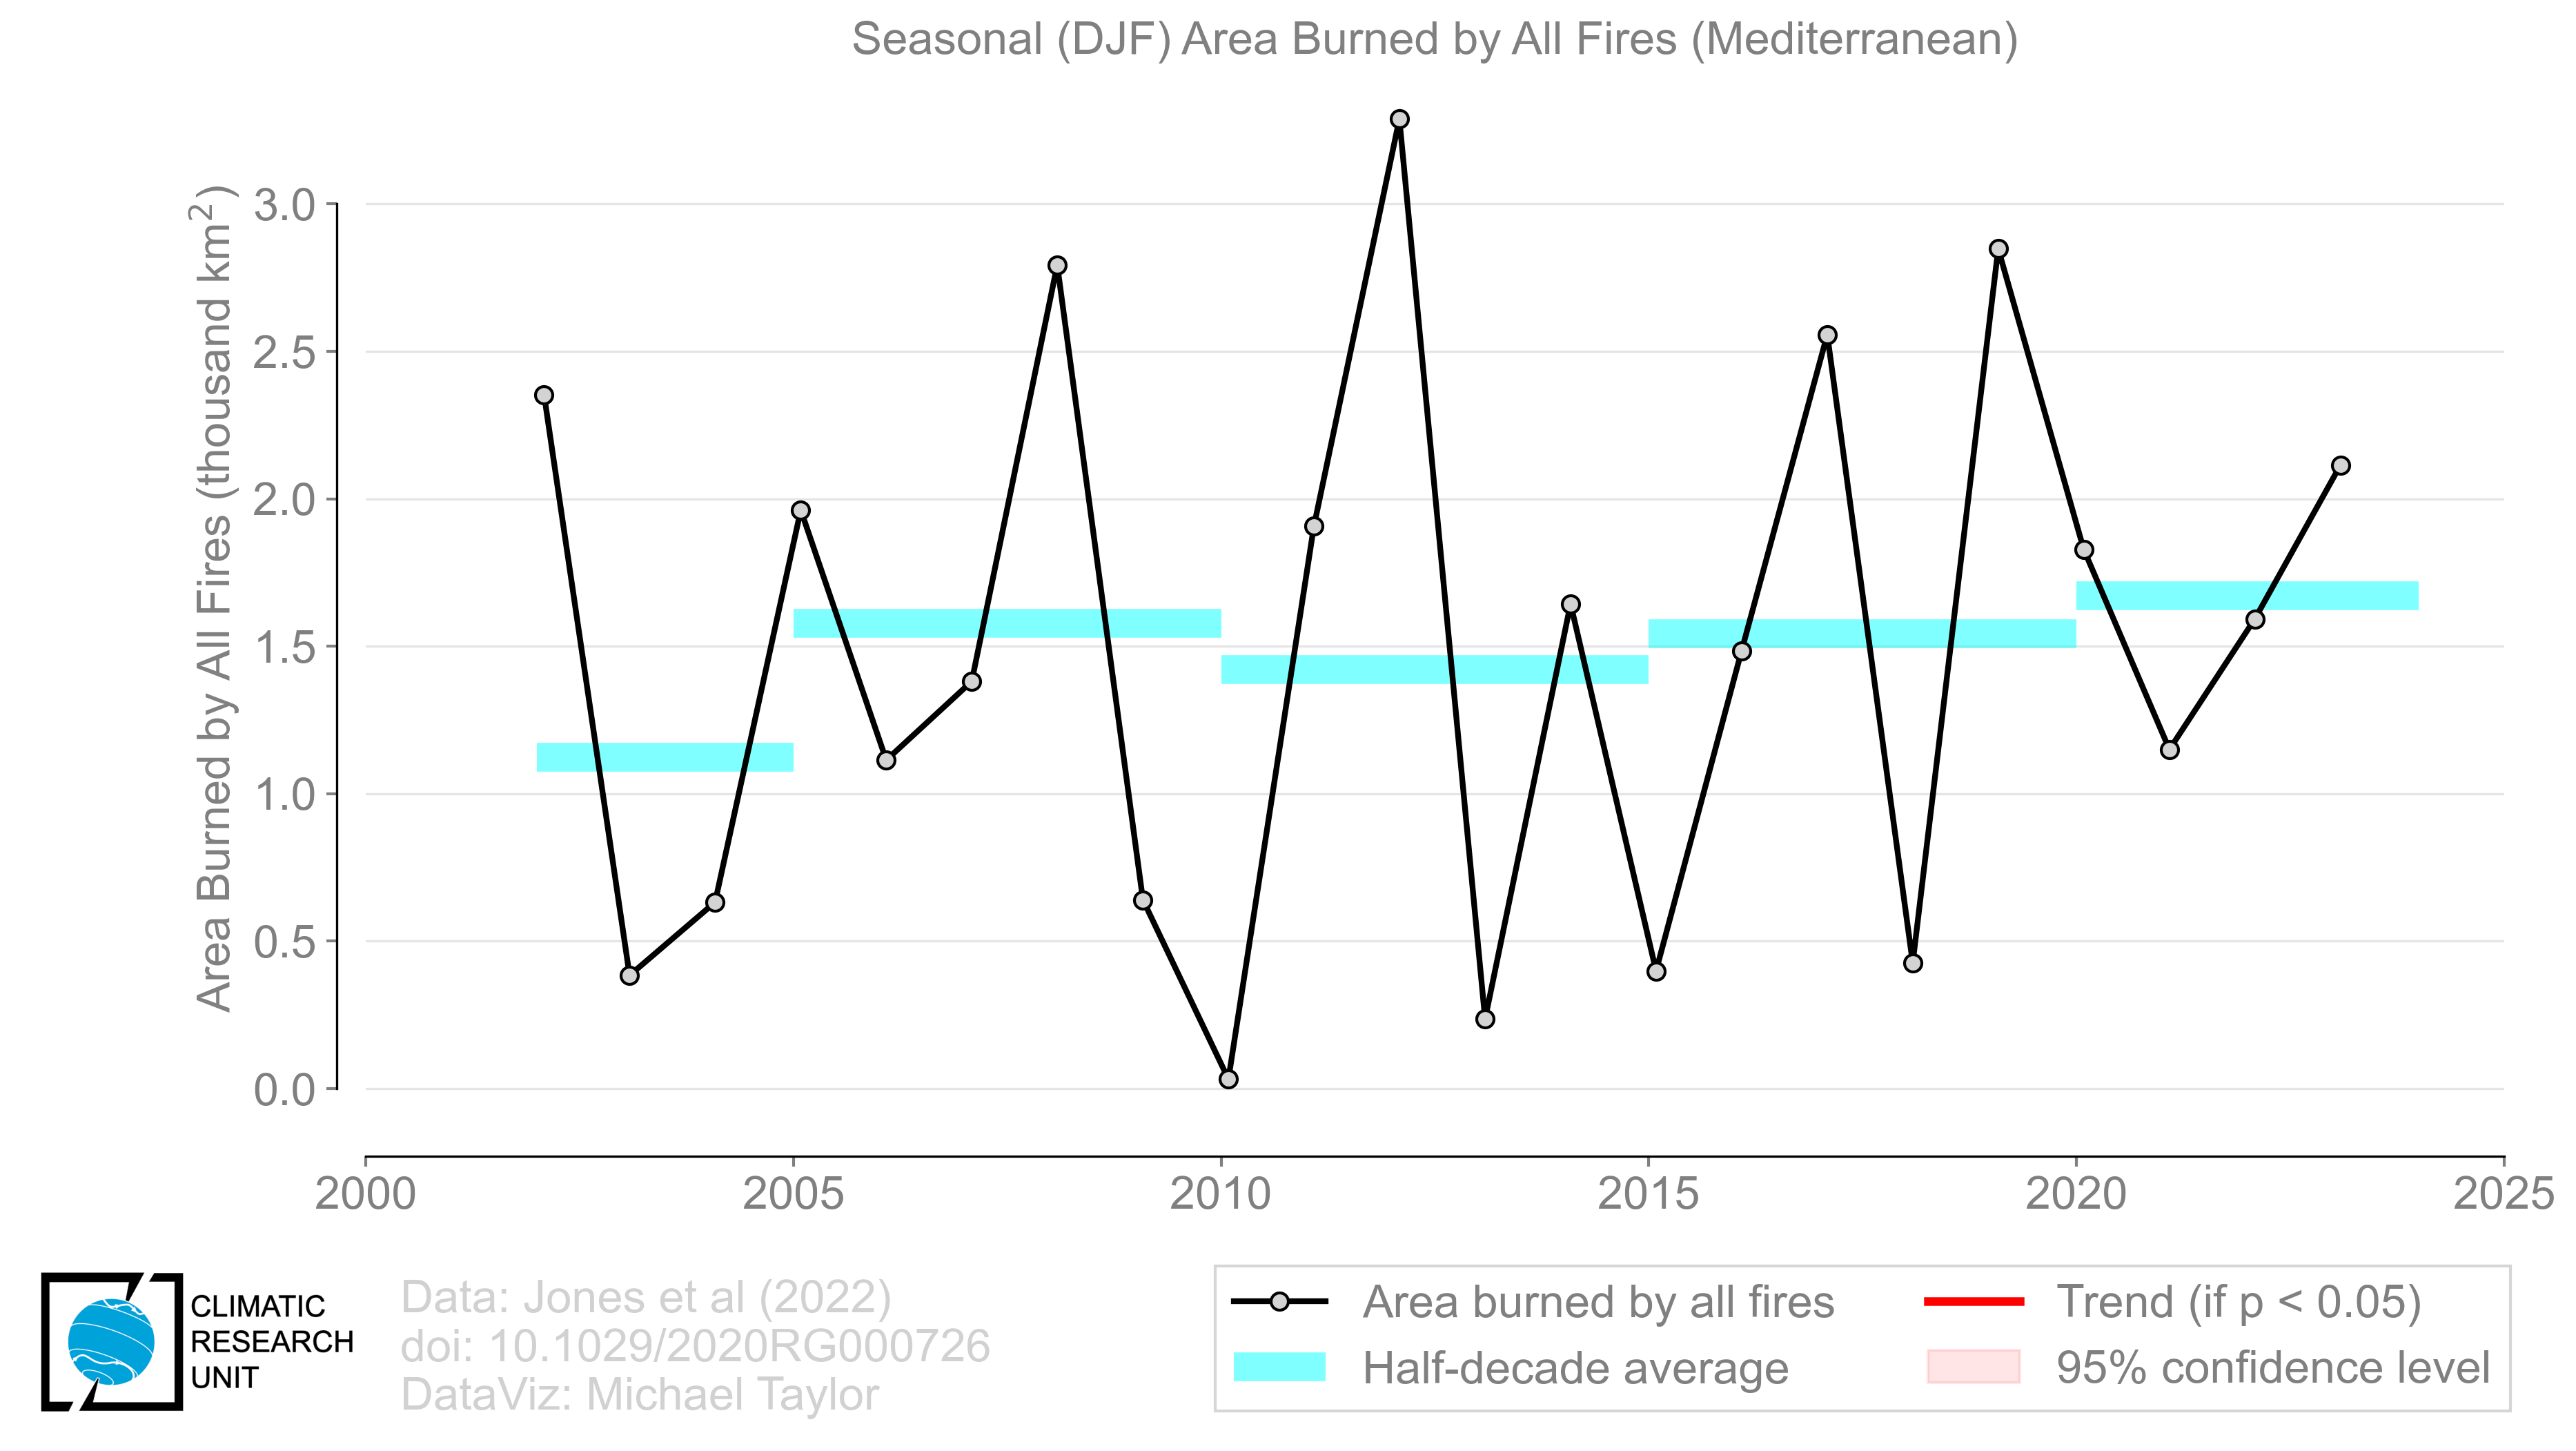 Seasonal (DJF) Area Burned by All Fires (Mediterranean)
Area Burned by All Fires (thousand km²)
3.0
2.5
2.0
1.5
1.0
0.5
0.0
2000 2005 2010 2015 2020 2025
CLIMATIC
RESEARCH
UNIT
Data: Jones et al (2022)
doi: 10.1029/2020RG000726
DataViz: Michael Taylor
Area burned by all fires
Half-decade average
Trend (if p < 0.05)
95% confidence level